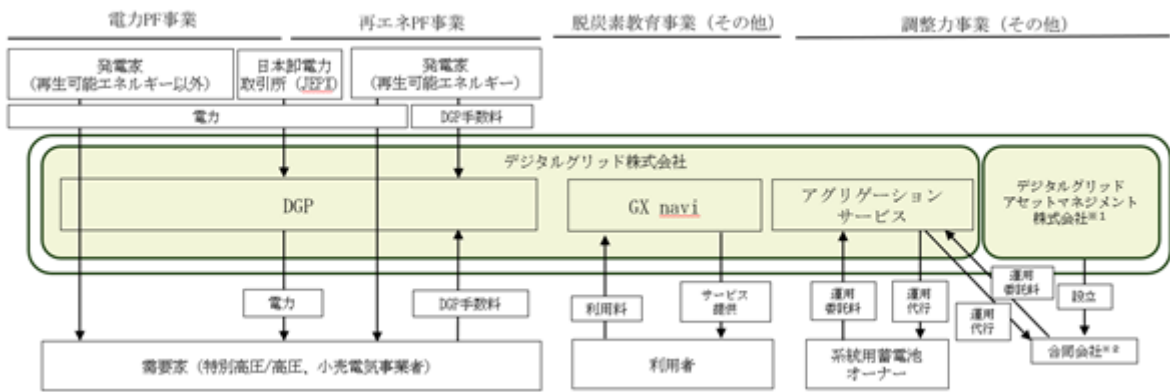 電力PF事業
再エネPF事業
脱炭素教育事業（その他）
調整力事業（その他）
発電家
（再生可能エネルギー以外）
日本卸電力
取引所（JEPX）
発電家
（再生可能エネルギー）
電力
DGP手数料
デジタルグリッド株式会社
DGP
GX navi
アグリゲーション
サービス
デジタルグリッド
アセットマネジメント
株式会社※1
電力
DGP手数料
利用料
サービス
提供
運用
委託料
運用
代行
運用
委託料
運用
代行
設立
需要家（特別高圧/高圧、小売電気事業者）
利用者
系統用蓄電池
オーナー
合同会社※2